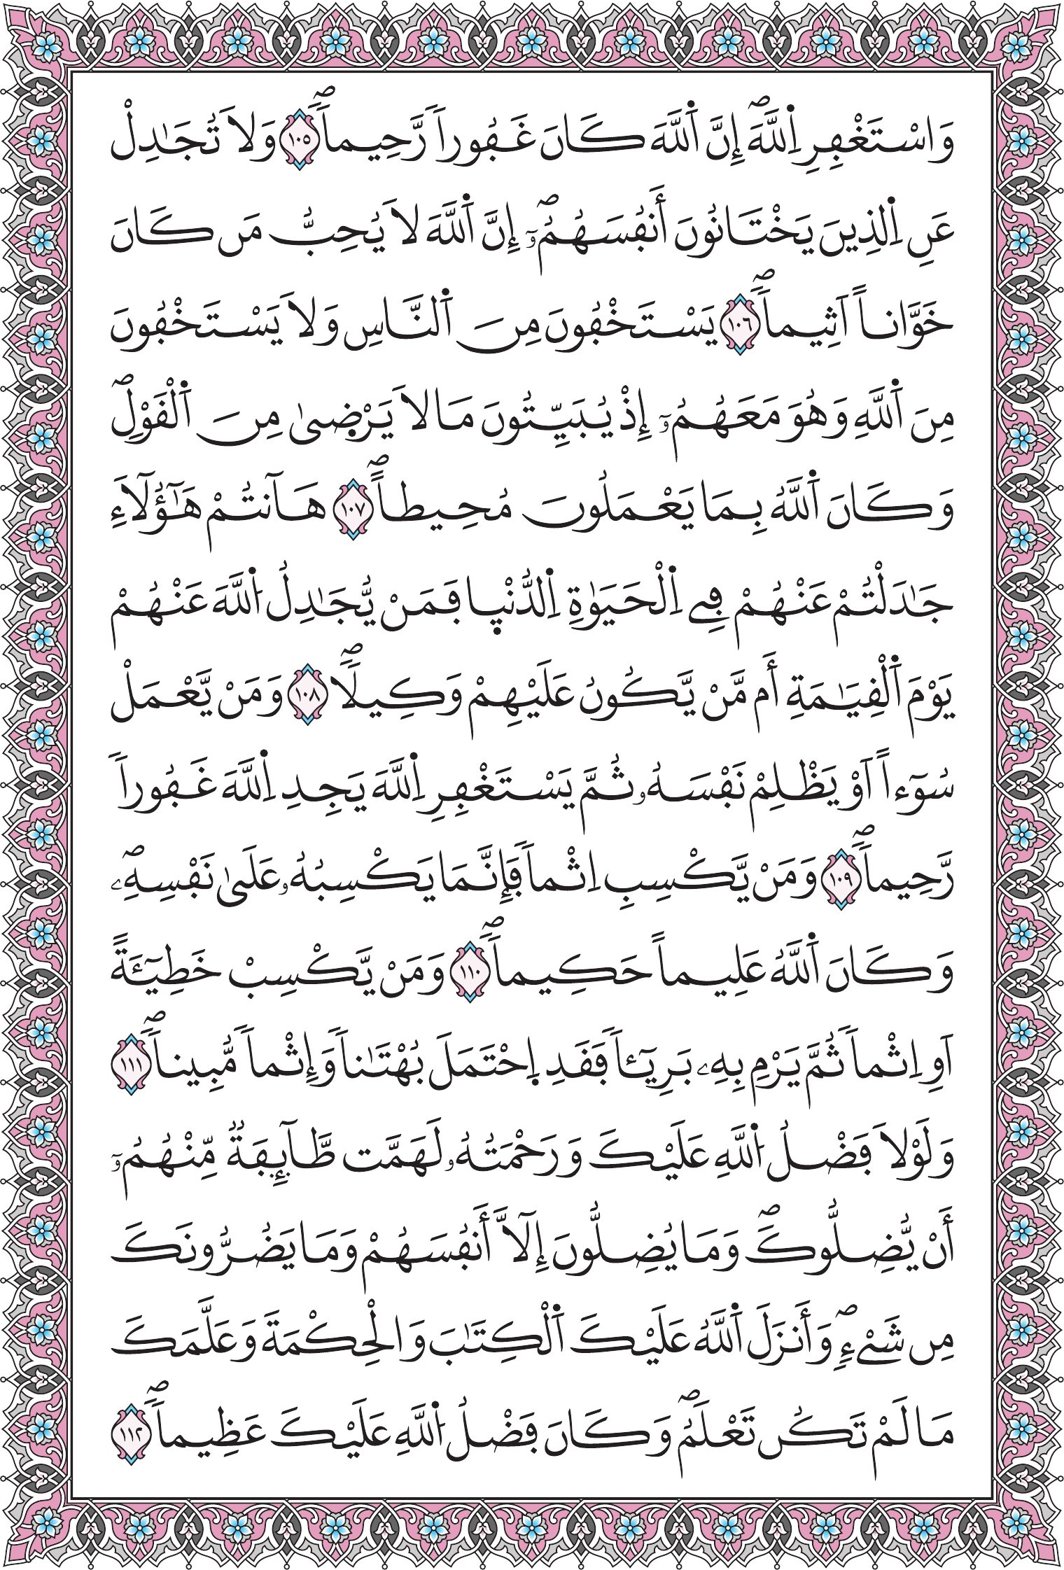 وَاسْتَغْفِرِ اِ۬للَّهَۖ إِنَّ اَ۬للَّهَ كَانَ غَفُوراٗ رَّحِيماٗۖ ١٠٥ وَلَا تُجَٰدِلْ
عَنِ اِ۬لذِينَ يَخْتَانُونَ أَنفُسَهُمُۥٓۖ إِنَّ اَ۬للَّهَ لَا يُحِبُّ مَن كَانَ
خَوَّاناً اَثِيماٗۖ ١٠٦ يَسْتَخْفُونَ مِنَ اَ۬لنَّاسِ وَلَا يَسْتَخْفُونَ
مِنَ اَ۬للَّهِ وَهُوَ مَعَهُمُۥٓ إِذْ يُبَيِّتُونَ مَا لَا يَرْض۪يٰ مِنَ اَ۬لْقَوْلِۖ
وَكَانَ اَ۬للَّهُ بِمَا يَعْمَلُونَ مُحِيطاًۖ ١٠٧ هَآنتُمْ هَٰٓؤُلَآءِ
جَٰدَلْتُمْ عَنْهُمْ فِے اِ۬لْحَيَوٰةِ اِ۬لدُّنْي۪ا فَمَنْ يُّجَٰدِلُ اُ۬للَّهَ عَنْهُمْ
يَوْمَ اَ۬لْقِيَٰمَةِ أَم مَّنْ يَّكُونُ عَلَيْهِمْ وَكِيلاٗۖ ١٠٨ وَمَنْ يَّعْمَلْ
سُوٓءاً اَوْ يَظْلِمْ نَفْسَهُۥ ثُمَّ يَسْتَغْفِرِ اِ۬للَّهَ يَجِدِ اِ۬للَّهَ غَفُوراٗ
رَّحِيماٗۖ ١٠٩ وَمَنْ يَّكْسِبِ اِثْماٗ فَإِنَّمَا يَكْسِبُهُۥ عَلَىٰ نَفْسِهِۦۖ
وَكَانَ اَ۬للَّهُ عَلِيماً حَكِيماٗۖ ١١٠ وَمَنْ يَّكْسِبْ خَطِيٓـَٔةً
اَوِ اِثْماٗ ثُمَّ يَرْمِ بِهِۦ بَرِيٓـٔاٗ فَقَدِ اِ۪حْتَمَلَ بُهْتَٰناٗ وَإِثْماٗ مُّبِيناٗۖ ١١١
وَلَوْلَا فَضْلُ اُ۬للَّهِ عَلَيْكَ وَرَحْمَتُهُۥ لَهَمَّت طَّآئِفَةٞ مِّنْهُمُۥٓ
أَنْ يُّضِلُّوكَۖ وَمَا يُضِلُّونَ إِلَّآ أَنفُسَهُمْ وَمَا يَضُرُّونَكَ
مِن شَےْءٖۖ وَأَنزَلَ اَ۬للَّهُ عَلَيْكَ اَ۬لْكِتَٰبَ وَالْحِكْمَةَ وَعَلَّمَكَ
مَا لَمْ تَكُن تَعْلَمُۖ وَكَانَ فَضْلُ اُ۬للَّهِ عَلَيْكَ عَظِيماٗۖ ١١٢